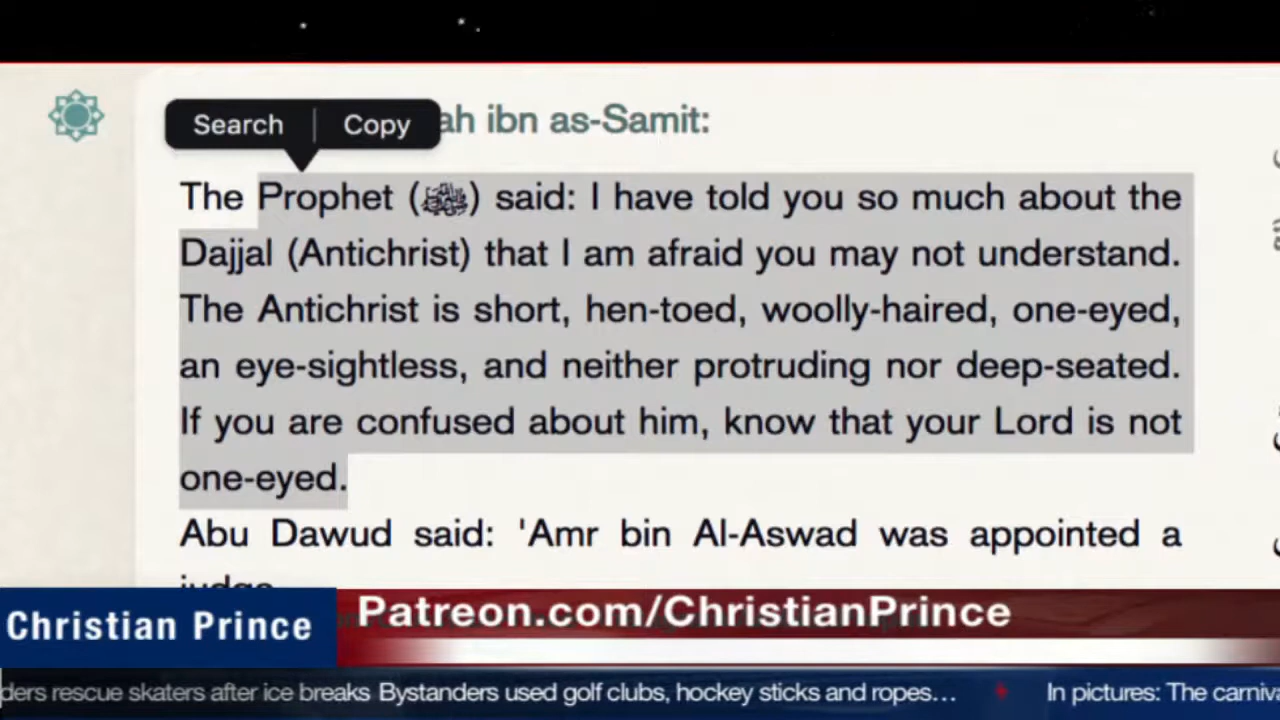 Search Copy
ah ibn as-Samit:
The Prophet (ﷺ) said: I have told you so much about the
Dajjal (Antichrist) that I am afraid you may not understand.
The Antichrist is short, hen-toed, woolly-haired, one-eyed,
an eye-sightless, and neither protruding nor deep-seated.
If you are confused about him, know that your Lord is not
one-eyed.
Abu Dawud said: 'Amr bin Al-Aswad was appointed a
judge.
Christian Prince
Patreon.com/ChristianPrince
ders rescue skaters after ice breaks Bystanders used golf clubs, hockey sticks and ropes… In pictures: The carniva